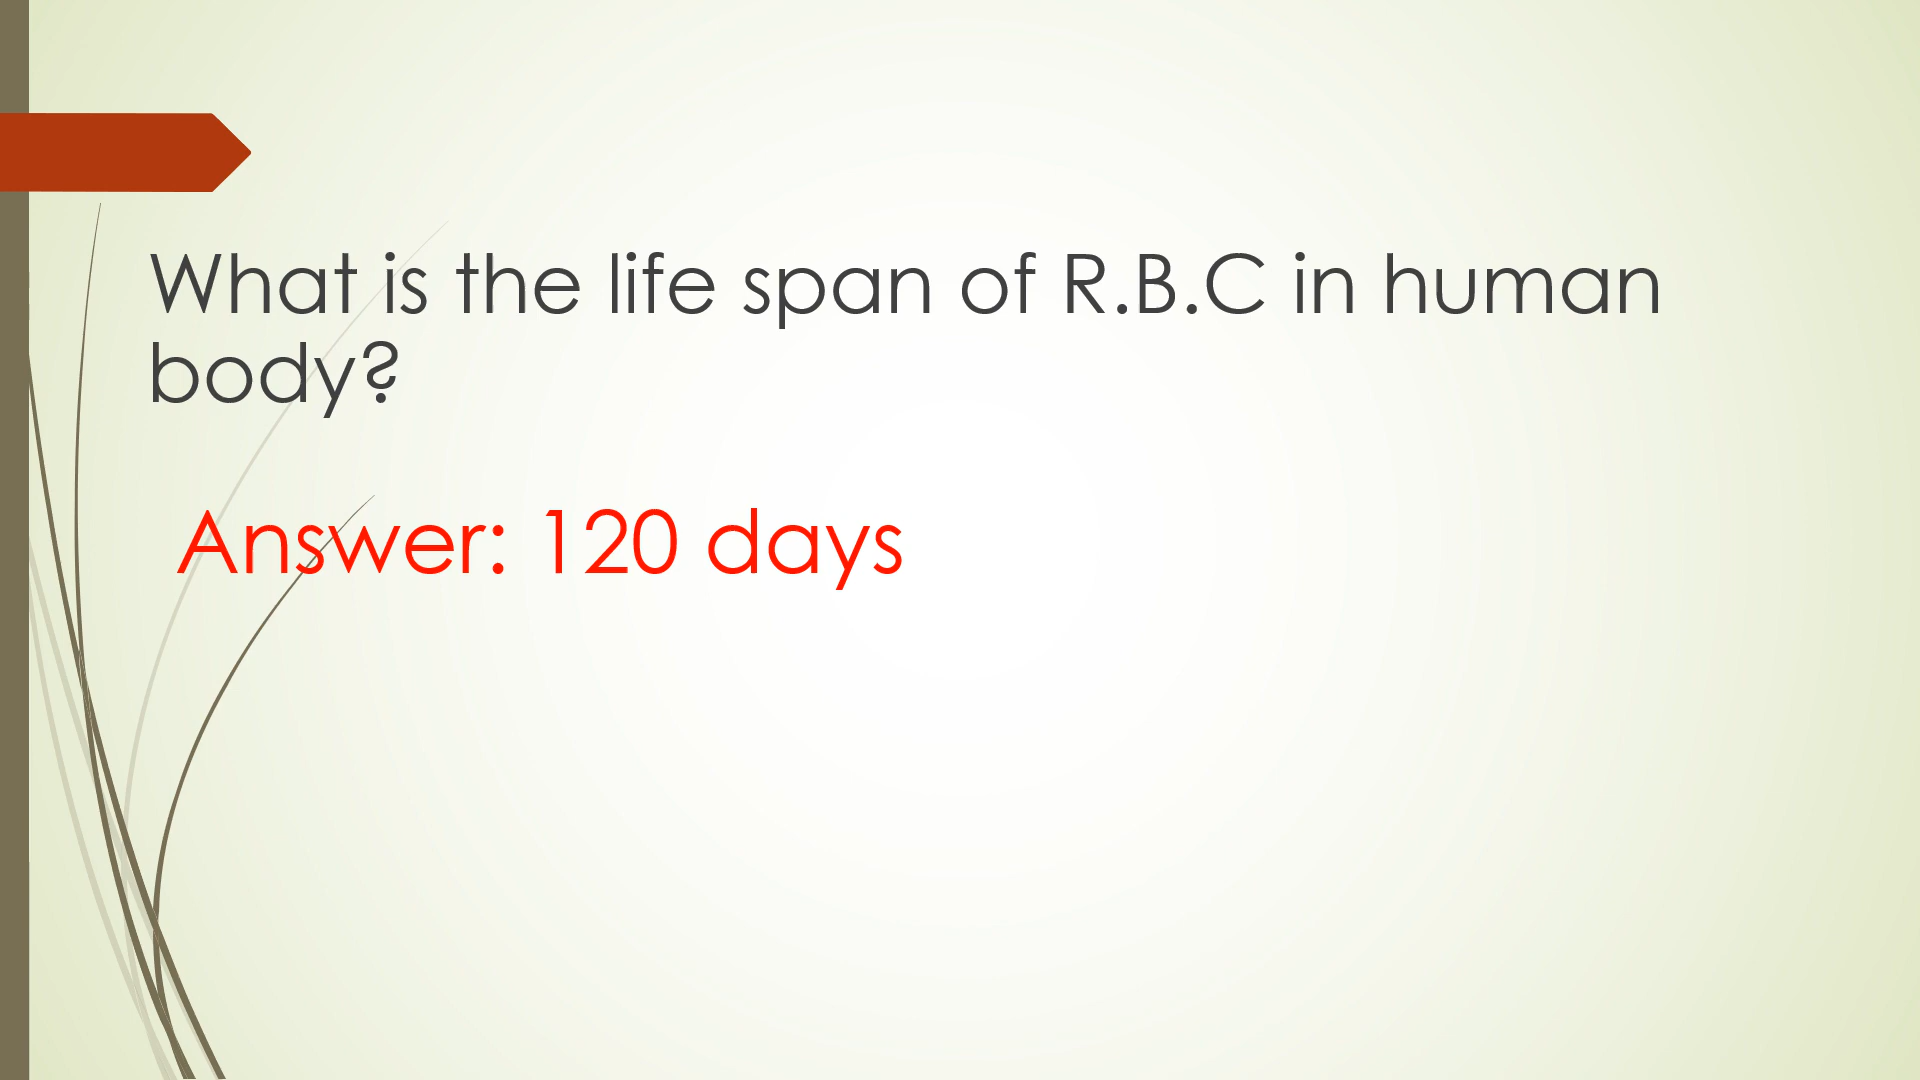 What is the life span of R.B.C in human
body?
Answer: 120 days